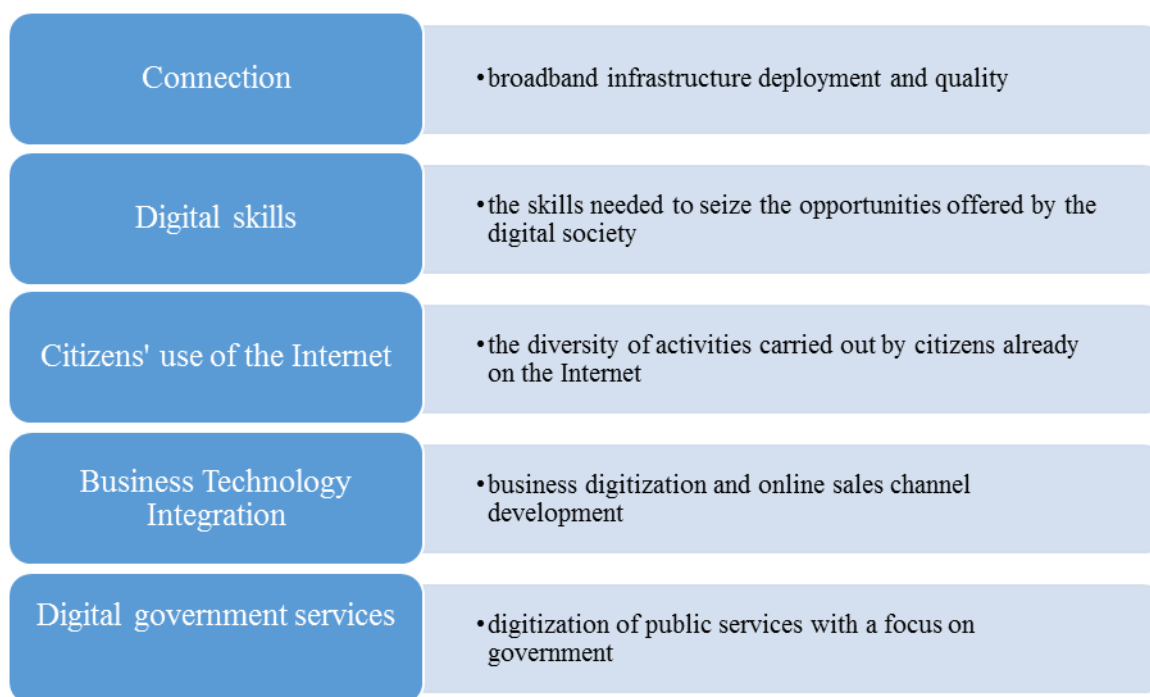 Connection
•broadband infrastructure deployment and quality
Digital skills
•the skills needed to seize the opportunities offered by the
digital society
Citizens' use of the Internet
•the diversity of activities carried out by citizens already
on the Internet
Business Technology
Integration
•business digitization and online sales channel
development
Digital government services
•digitization of public services with a focus on
government